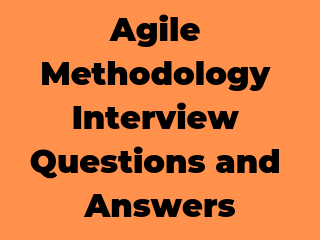 Agile
Methodology
Interview
Questions and
Answers